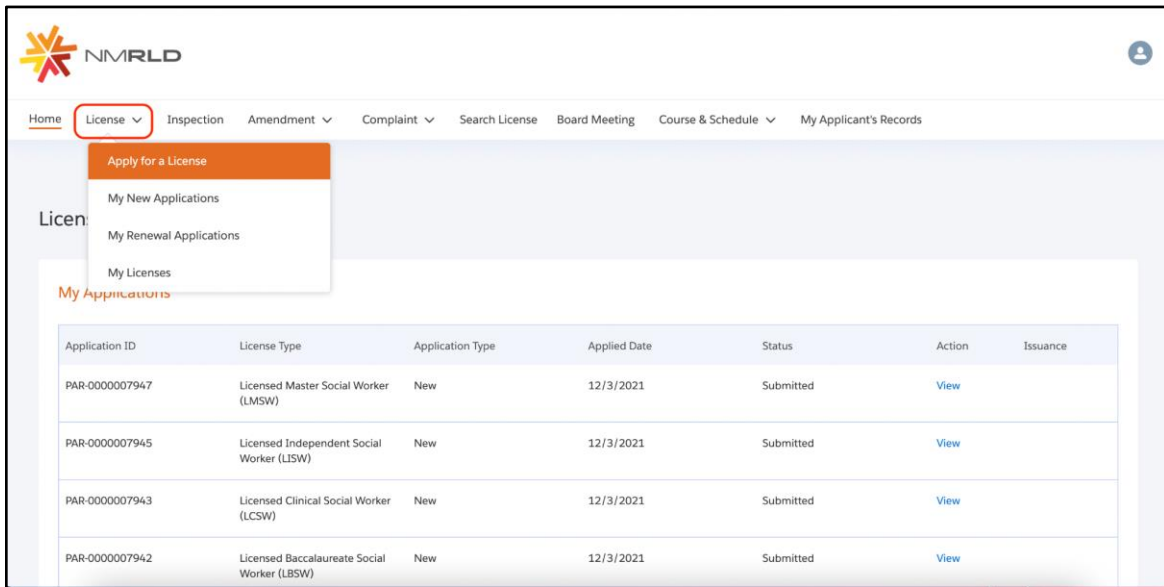 NMRLD
Home License Inspection Amendment Complaint Search License Board Meeting Course & Schedule My Applicant's Records
Apply for a License
My New Applications
My Renewal Applications
My Licenses
Licen
My Applications
Application ID License Type Application Type Applied Date Status Action Issuance
PAR-0000007947 Licensed Master Social Worker New 12/3/2021 Submitted View
(LMSW)
PAR-0000007945 Licensed Independent Social New 12/3/2021 Submitted View
Worker (LISW)
PAR-0000007943 Licensed Clinical Social Worker New 12/3/2021 Submitted View
(LCSW)
PAR-0000007942 Licensed Baccalaureate Social New 12/3/2021 Submitted View
Worker (LBSW)